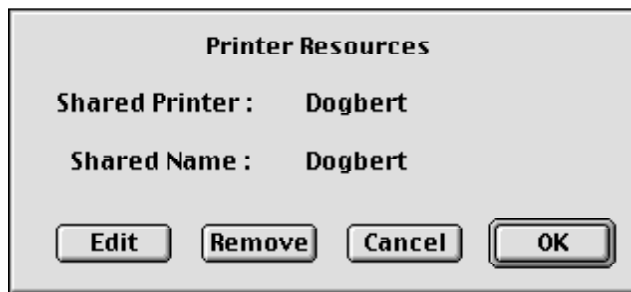 Printer Resources
Shared Printer : Dogbert
Shared Name : Dogbert
Edit Remove Cancel OK